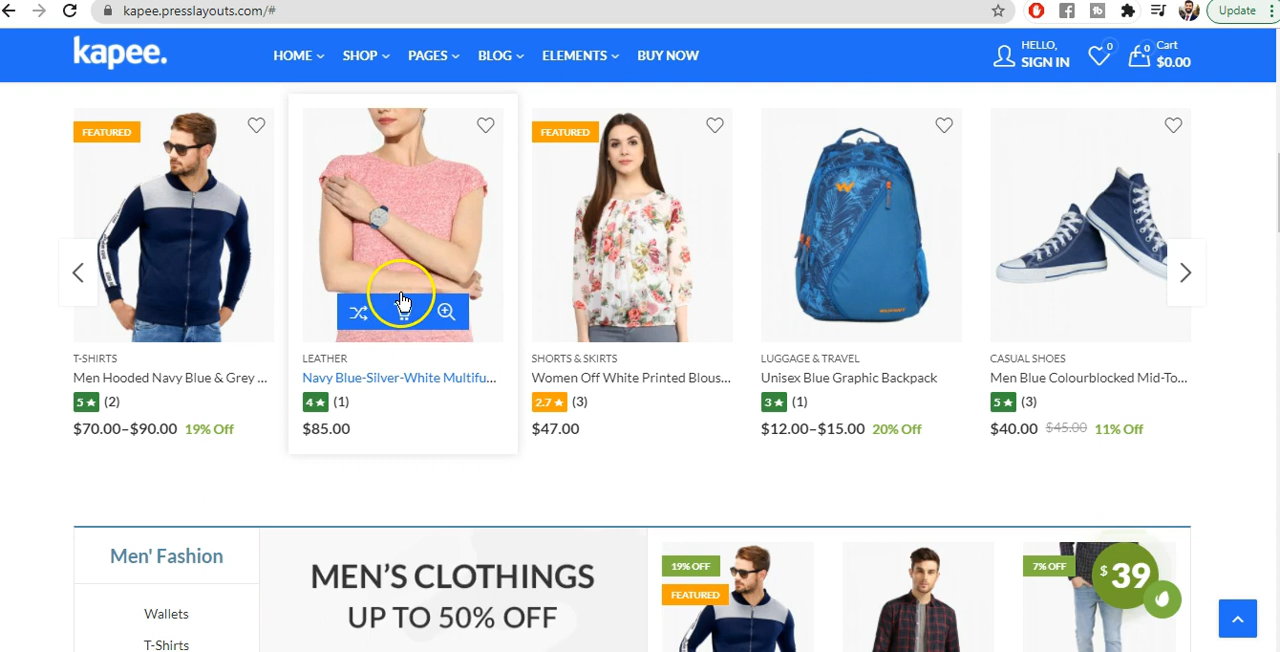 kapee.presslayouts.com/#
Update
kapee.
HOME
SHOP
PAGES
BLOG
ELEMENTS
BUY NOW
HELLO,
SIGN IN
0
0
Cart
$0.00
FEATURED
FEATURED
T-SHIRTS
Men Hooded Navy Blue & Grey ...
5 ★ (2)
$70.00–$90.00 19% Off
LEATHER
Navy Blue-Silver-White Multifu...
4 ★ (1)
$85.00
SHORTS & SKIRTS
Women Off White Printed Blous...
2.7 ★ (3)
$47.00
LUGGAGE & TRAVEL
Unisex Blue Graphic Backpack
3 ★ (1)
$12.00–$15.00 20% Off
CASUAL SHOES
Men Blue Colourblocked Mid-To...
5 ★ (3)
$40.00 $45.00 11% Off
Men' Fashion
Wallets
T-Shirts
MEN'S CLOTHINGS
UP TO 50% OFF
19% OFF
FEATURED
7% OFF
$39